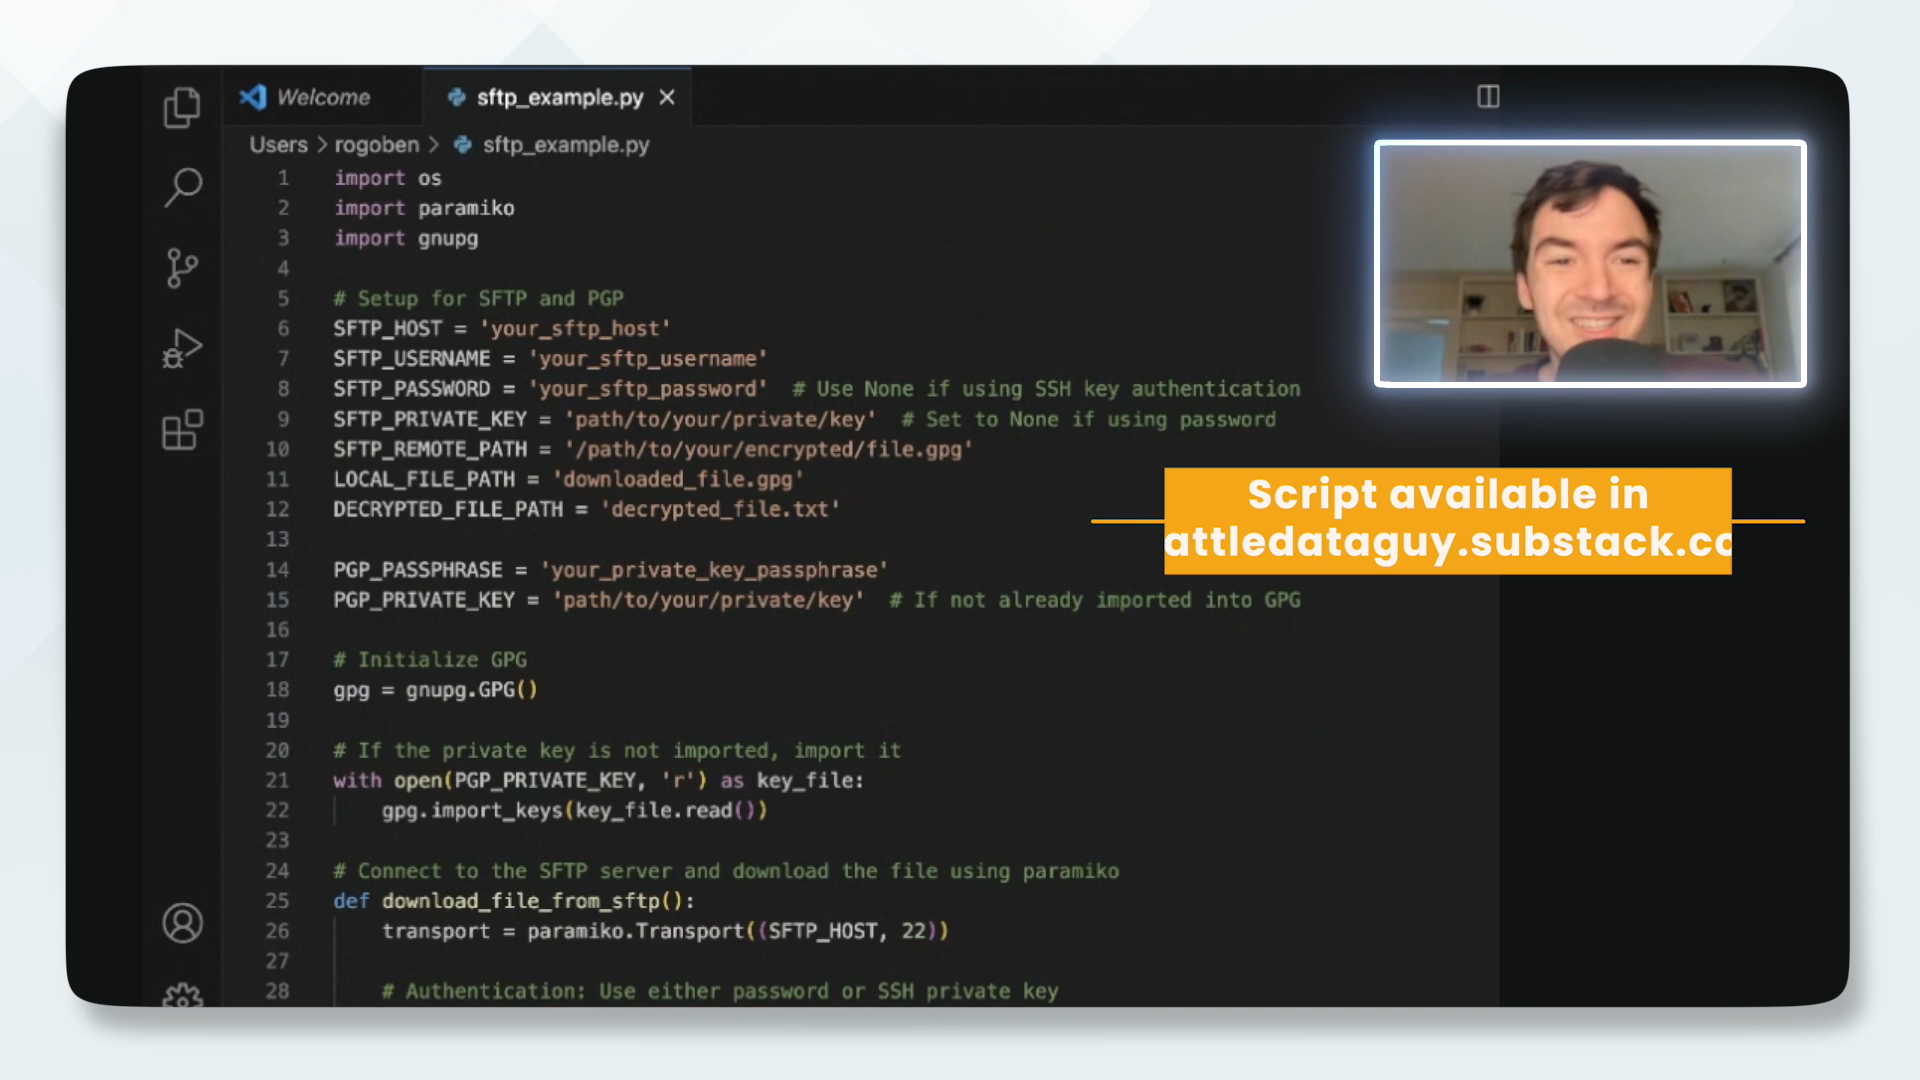 Welcome
sftp_example.py
Users > rogoben > sftp_example.py
1 import os
2 import paramiko
3 import gnupg
4
5 # Setup for SFTP and PGP
6 SFTP_HOST = 'your_sftp_host'
7 SFTP_USERNAME = 'your_sftp_username'
8 SFTP_PASSWORD = 'your_sftp_password' # Use None if using SSH key authentication
9 SFTP_PRIVATE_KEY = 'path/to/your/private/key' # Set to None if using password
10 SFTP_REMOTE_PATH = '/path/to/your/encrypted/file.gpg'
11 LOCAL_FILE_PATH = 'downloaded_file.gpg'
12 DECRYPTED_FILE_PATH = 'decrypted_file.txt'
13
14 PGP_PASSPHRASE = 'your_private_key_passphrase'
15 PGP_PRIVATE_KEY = 'path/to/your/private/key' # If not already imported into GPG
16
17 # Initialize GPG
18 gpg = gnupg.GPG()
19
20 # If the private key is not imported, import it
21 with open(PGP_PRIVATE_KEY, 'r') as key_file:
22 gpg.import_keys(key_file.read())
23
24 # Connect to the SFTP server and download the file using paramiko
25 def download_file_from_sftp():
26 transport = paramiko.Transport((SFTP_HOST, 22))
27
28 # Authentication: Use either password or SSH private key
Script available in
attledataguy.substack.co